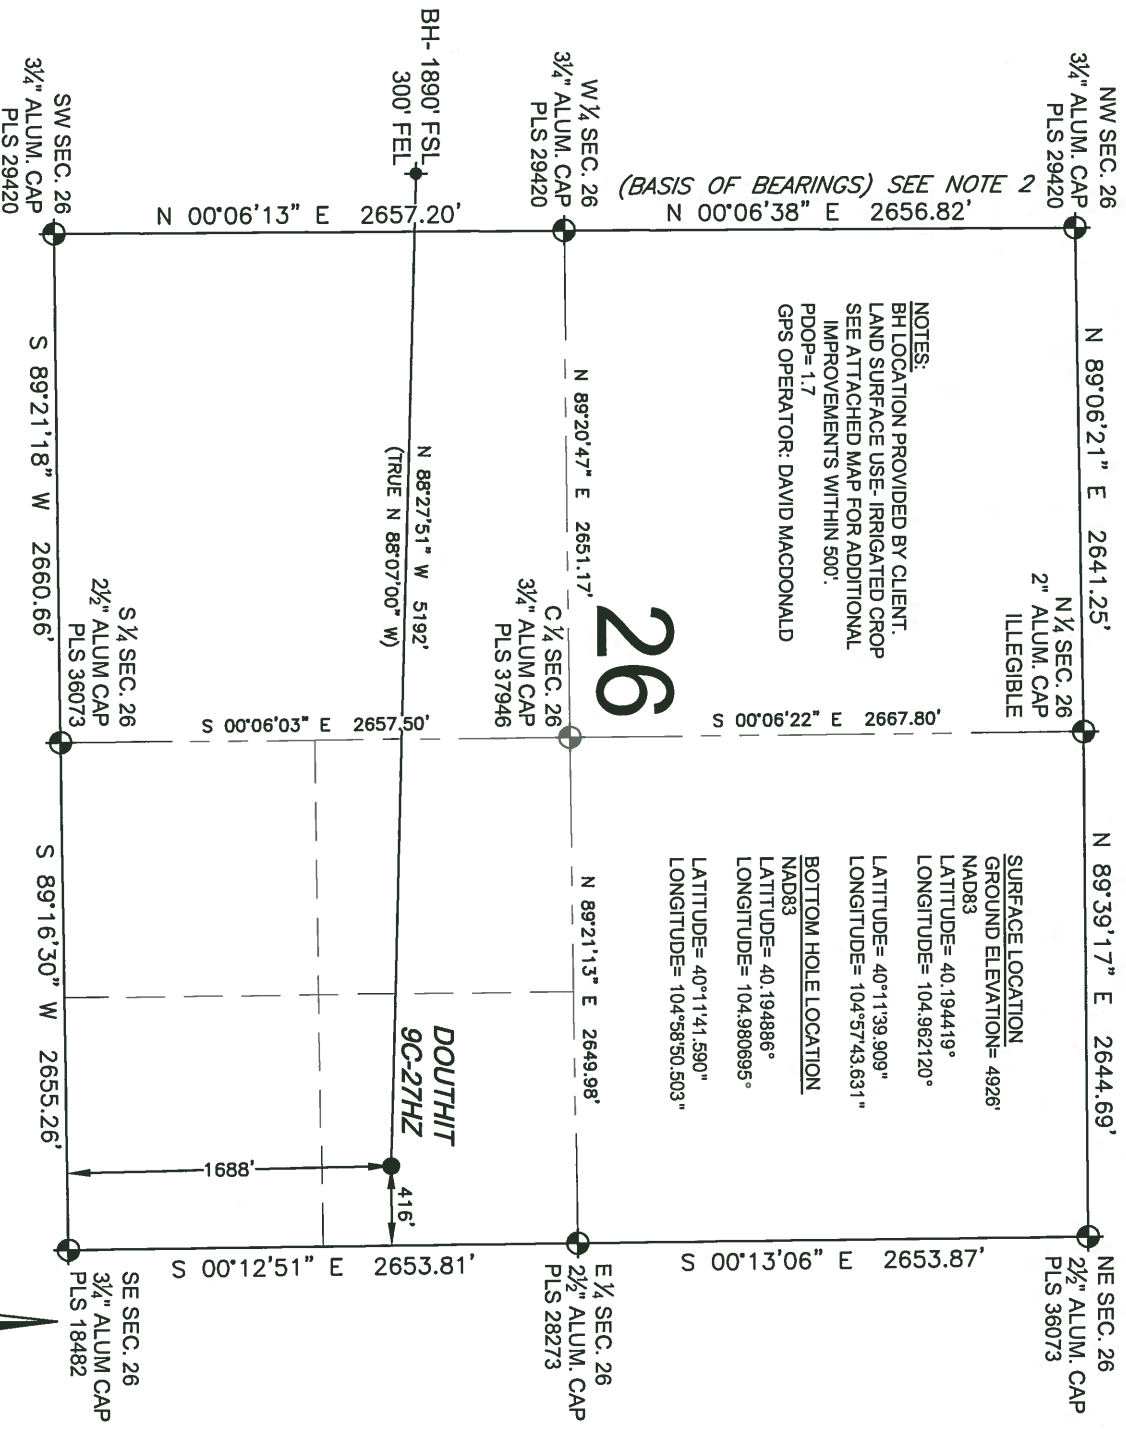 NW SEC. 26
3¼" ALUM. CAP
PLS 29420
N 89°06'21" E 2641.25'
N ¼ SEC. 26
2" ALUM. CAP
ILLEGIBLE
N 89°39'17" E 2644.69'
NE SEC. 26
2½" ALUM. CAP
PLS 36073
(BASIS OF BEARINGS) SEE NOTE 2
N 00°06'38" E 2656.82'
NOTES:
BH LOCATION PROVIDED BY CLIENT.
LAND SURFACE USE- IRRIGATED CROP
SEE ATTACHED MAP FOR ADDITIONAL
IMPROVEMENTS WITHIN 500'.
PDOP= 1.7
GPS OPERATOR: DAVID MACDONALD
S 00°06'22" E 2667.80'
SURFACE LOCATION
GROUND ELEVATION= 4926'
NAD83
LATITUDE= 40.194419°
LONGITUDE= 104.962120°
LATITUDE= 40°11'39.909"
LONGITUDE= 104°57'43.631"
BOTTOM HOLE LOCATION
NAD83
LATITUDE= 40.194886°
LONGITUDE= 104.980695°
LATITUDE= 40°11'41.590"
LONGITUDE= 104°58'50.503"
S 00°13'06" E 2653.87'
26
W ¼ SEC. 26
3¼" ALUM. CAP
PLS 29420
N 89°20'47" E 2651.17'
C ¼ SEC. 26
3¼" ALUM CAP
PLS 37946
N 89°21'13" E 2649.98'
E ¼ SEC. 26
2½" ALUM. CAP
PLS 28273
BH- 1890' FSL
300' FEL
N 00°06'13" E 2657.20'
N 88°27'51" W 5192'
(TRUE N 88°07'00" W)
S 00°06'03" E 2657.50'
DOUTHIT
9C-27HZ
416'
1688'
S 00°12'51" E 2653.81'
SW SEC. 26
3¼" ALUM. CAP
PLS 29420
S 89°21'18" W 2660.66'
S ¼ SEC. 26
2½" ALUM CAP
PLS 36073
S 89°16'30" W 2655.26'
SE SEC. 26
3¼" ALUM CAP
PLS 18482